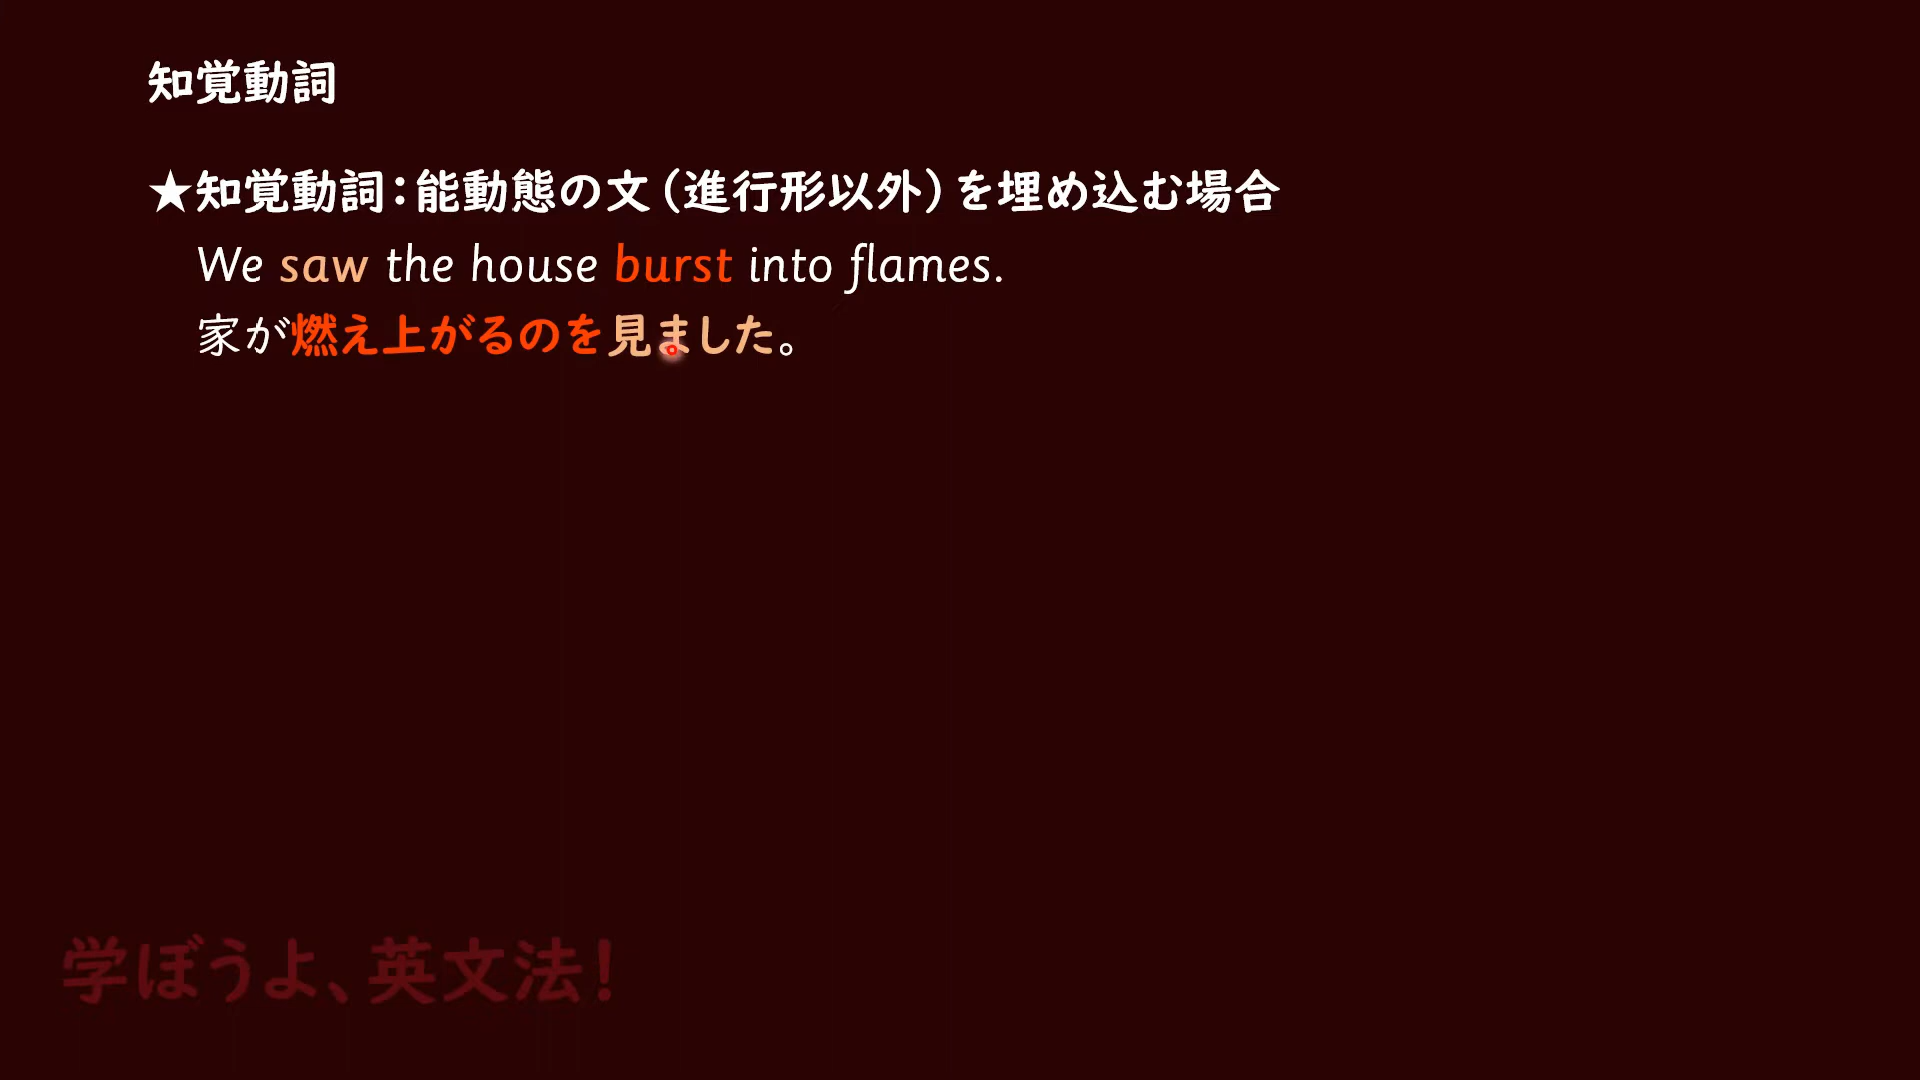 知覚動詞
★知覚動詞：能動態の文（進行形以外）を埋め込む場合
We saw the house burst into flames.
家が燃え上がるのを見ました。
学ぼうよ、英文法！